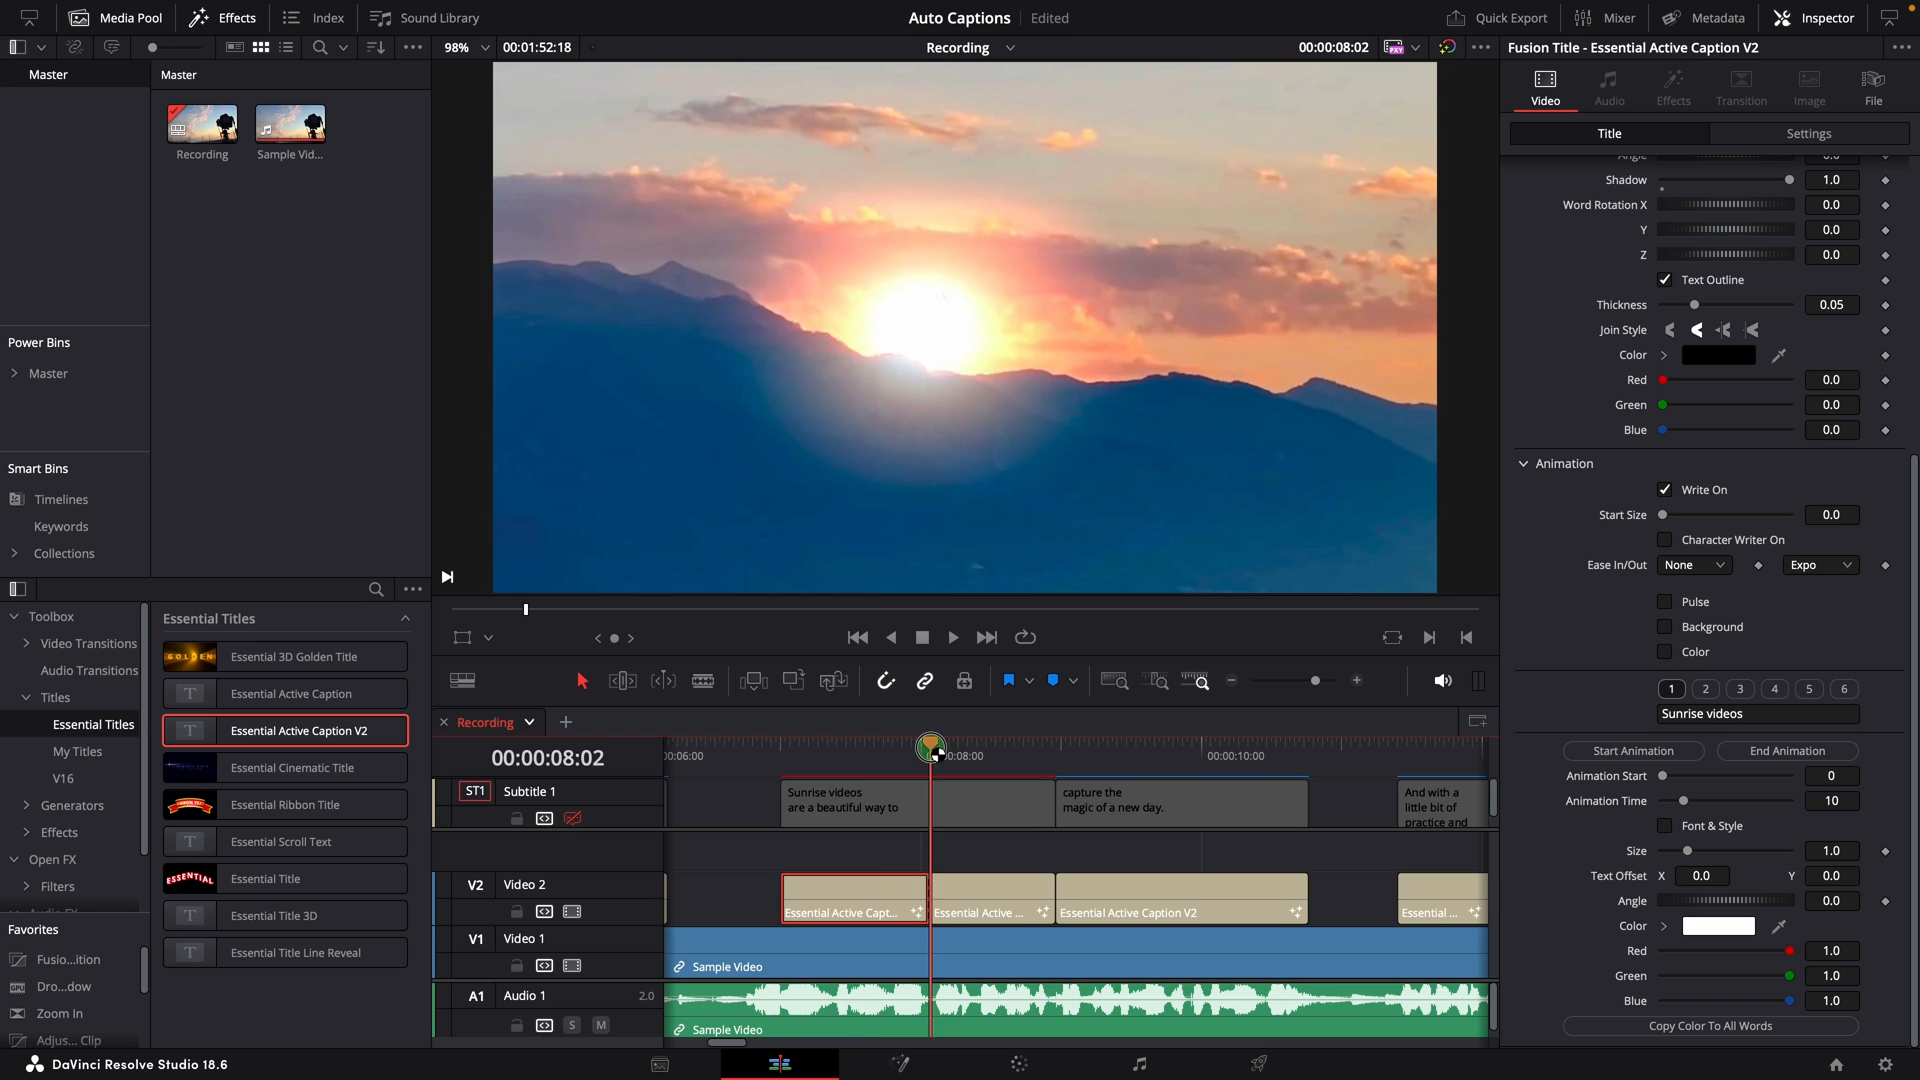 Media Pool
Effects
Index
Sound Library
Auto Captions
Edited
Quick Export
Mixer
Metadata
Inspector
98%
00:01:52:18
Recording
00:00:08:02
Fusion Title - Essential Active Caption V2
Master
Master
Recording
Sample Vid...
Power Bins
Master
Smart Bins
Timelines
Keywords
Collections
Video
Audio
Effects
Transition
Image
File
Title
Settings
Angle
0.0
Shadow
1.0
Word Rotation X
0.0
Y
0.0
Z
0.0
Text Outline
Thickness
0.05
Join Style
Color
Red
0.0
Green
0.0
Blue
0.0
Animation
Write On
Start Size
0.0
Character Writer On
Ease In/Out
None
Expo
Pulse
Background
Color
1 2 3 4 5 6
Sunrise videos
Start Animation
End Animation
Animation Start
0
Animation Time
10
Font & Style
Size
1.0
Text Offset X 0.0 Y 0.0
Angle
0.0
Color
Red
1.0
Green
1.0
Blue
1.0
Copy Color To All Words
Toolbox
Video Transitions
Audio Transitions
Titles
Essential Titles
My Titles
V16
Generators
Effects
Open FX
Filters
Favorites
Fusio...ition
Dro...dow
Zoom In
Adjus... Clip
Essential Titles
GOLDEN
Essential 3D Golden Title
Essential Active Caption
Essential Active Caption V2
Essential Cinematic Title
Essential Ribbon Title
Essential Scroll Text
ESSENTIAL
Essential Title
Essential Title 3D
Essential Title Line Reveal
Recording
00:00:08:02
00:00:10:00
ST1
Subtitle 1
Sunrise videos
are a beautiful way to
capture the
magic of a new day.
And with a
little bit of
practice and
V2
Video 2
Essential Active Capt...
Essential Active ...
Essential Active Caption V2
Essential ...
V1
Video 1
Sample Video
A1
Audio 1
2.0
S
M
Sample Video
DaVinci Resolve Studio 18.6